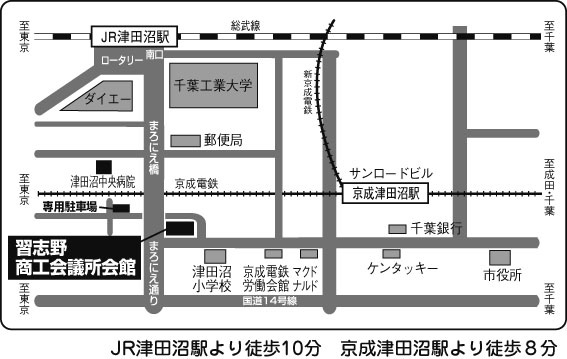 至東京
総武線
至千葉
JR津田沼駅
ロータリー
南口
千葉工業大学
新京成電鉄
ダイエー
まろにえ橋
郵便局
サンロードビル
津田沼中央病院
至東京
京成電鉄
京成津田沼駅
至成田・千葉
専用駐車場
千葉銀行
習志野
商工会議所会館
まろにえ通り
津田沼
小学校
京成電鉄
労働会館
マクド
ナルド
ケンタッキー
市役所
至東京
国道14号線
至千葉
JR津田沼駅より徒歩10分　京成津田沼駅より徒歩８分